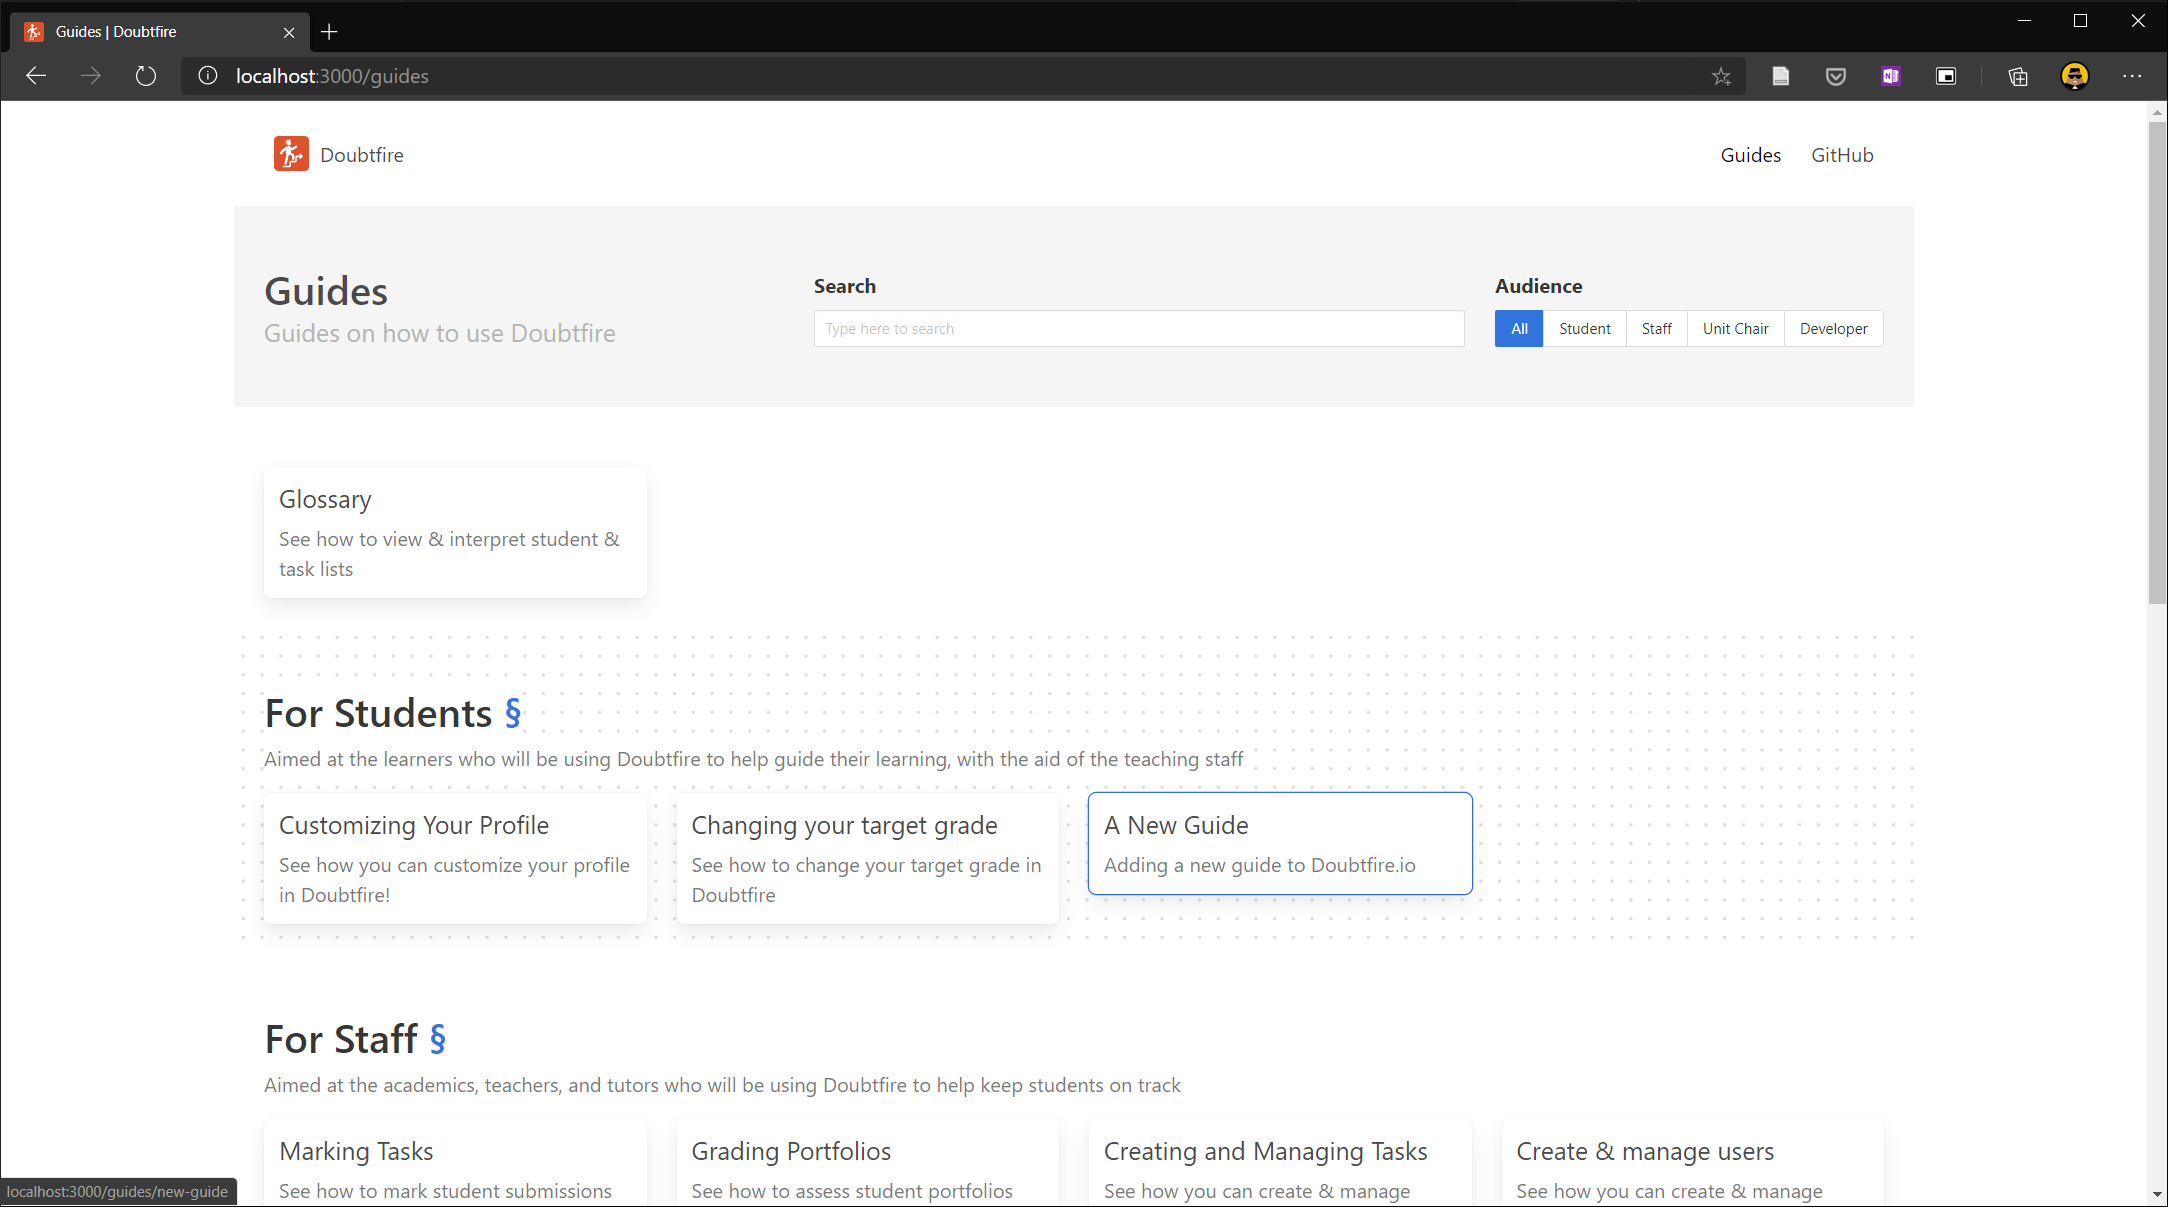 Guides | Doubtfire
localhost:3000/guides
Doubtfire
Guides
GitHub
Guides
Guides on how to use Doubtfire
Search
Type here to search
Audience
All
Student
Staff
Unit Chair
Developer
Glossary
See how to view & interpret student &
task lists
For Students §
Aimed at the learners who will be using Doubtfire to help guide their learning, with the aid of the teaching staff
Customizing Your Profile
See how you can customize your profile
in Doubtfire!
Changing your target grade
See how to change your target grade in
Doubtfire
A New Guide
Adding a new guide to Doubtfire.io
For Staff §
Aimed at the academics, teachers, and tutors who will be using Doubtfire to help keep students on track
Marking Tasks
See how to mark student submissions
Grading Portfolios
See how to assess student portfolios
Creating and Managing Tasks
See how you can create & manage
Create & manage users
See how you can create & manage
localhost:3000/guides/new-guide